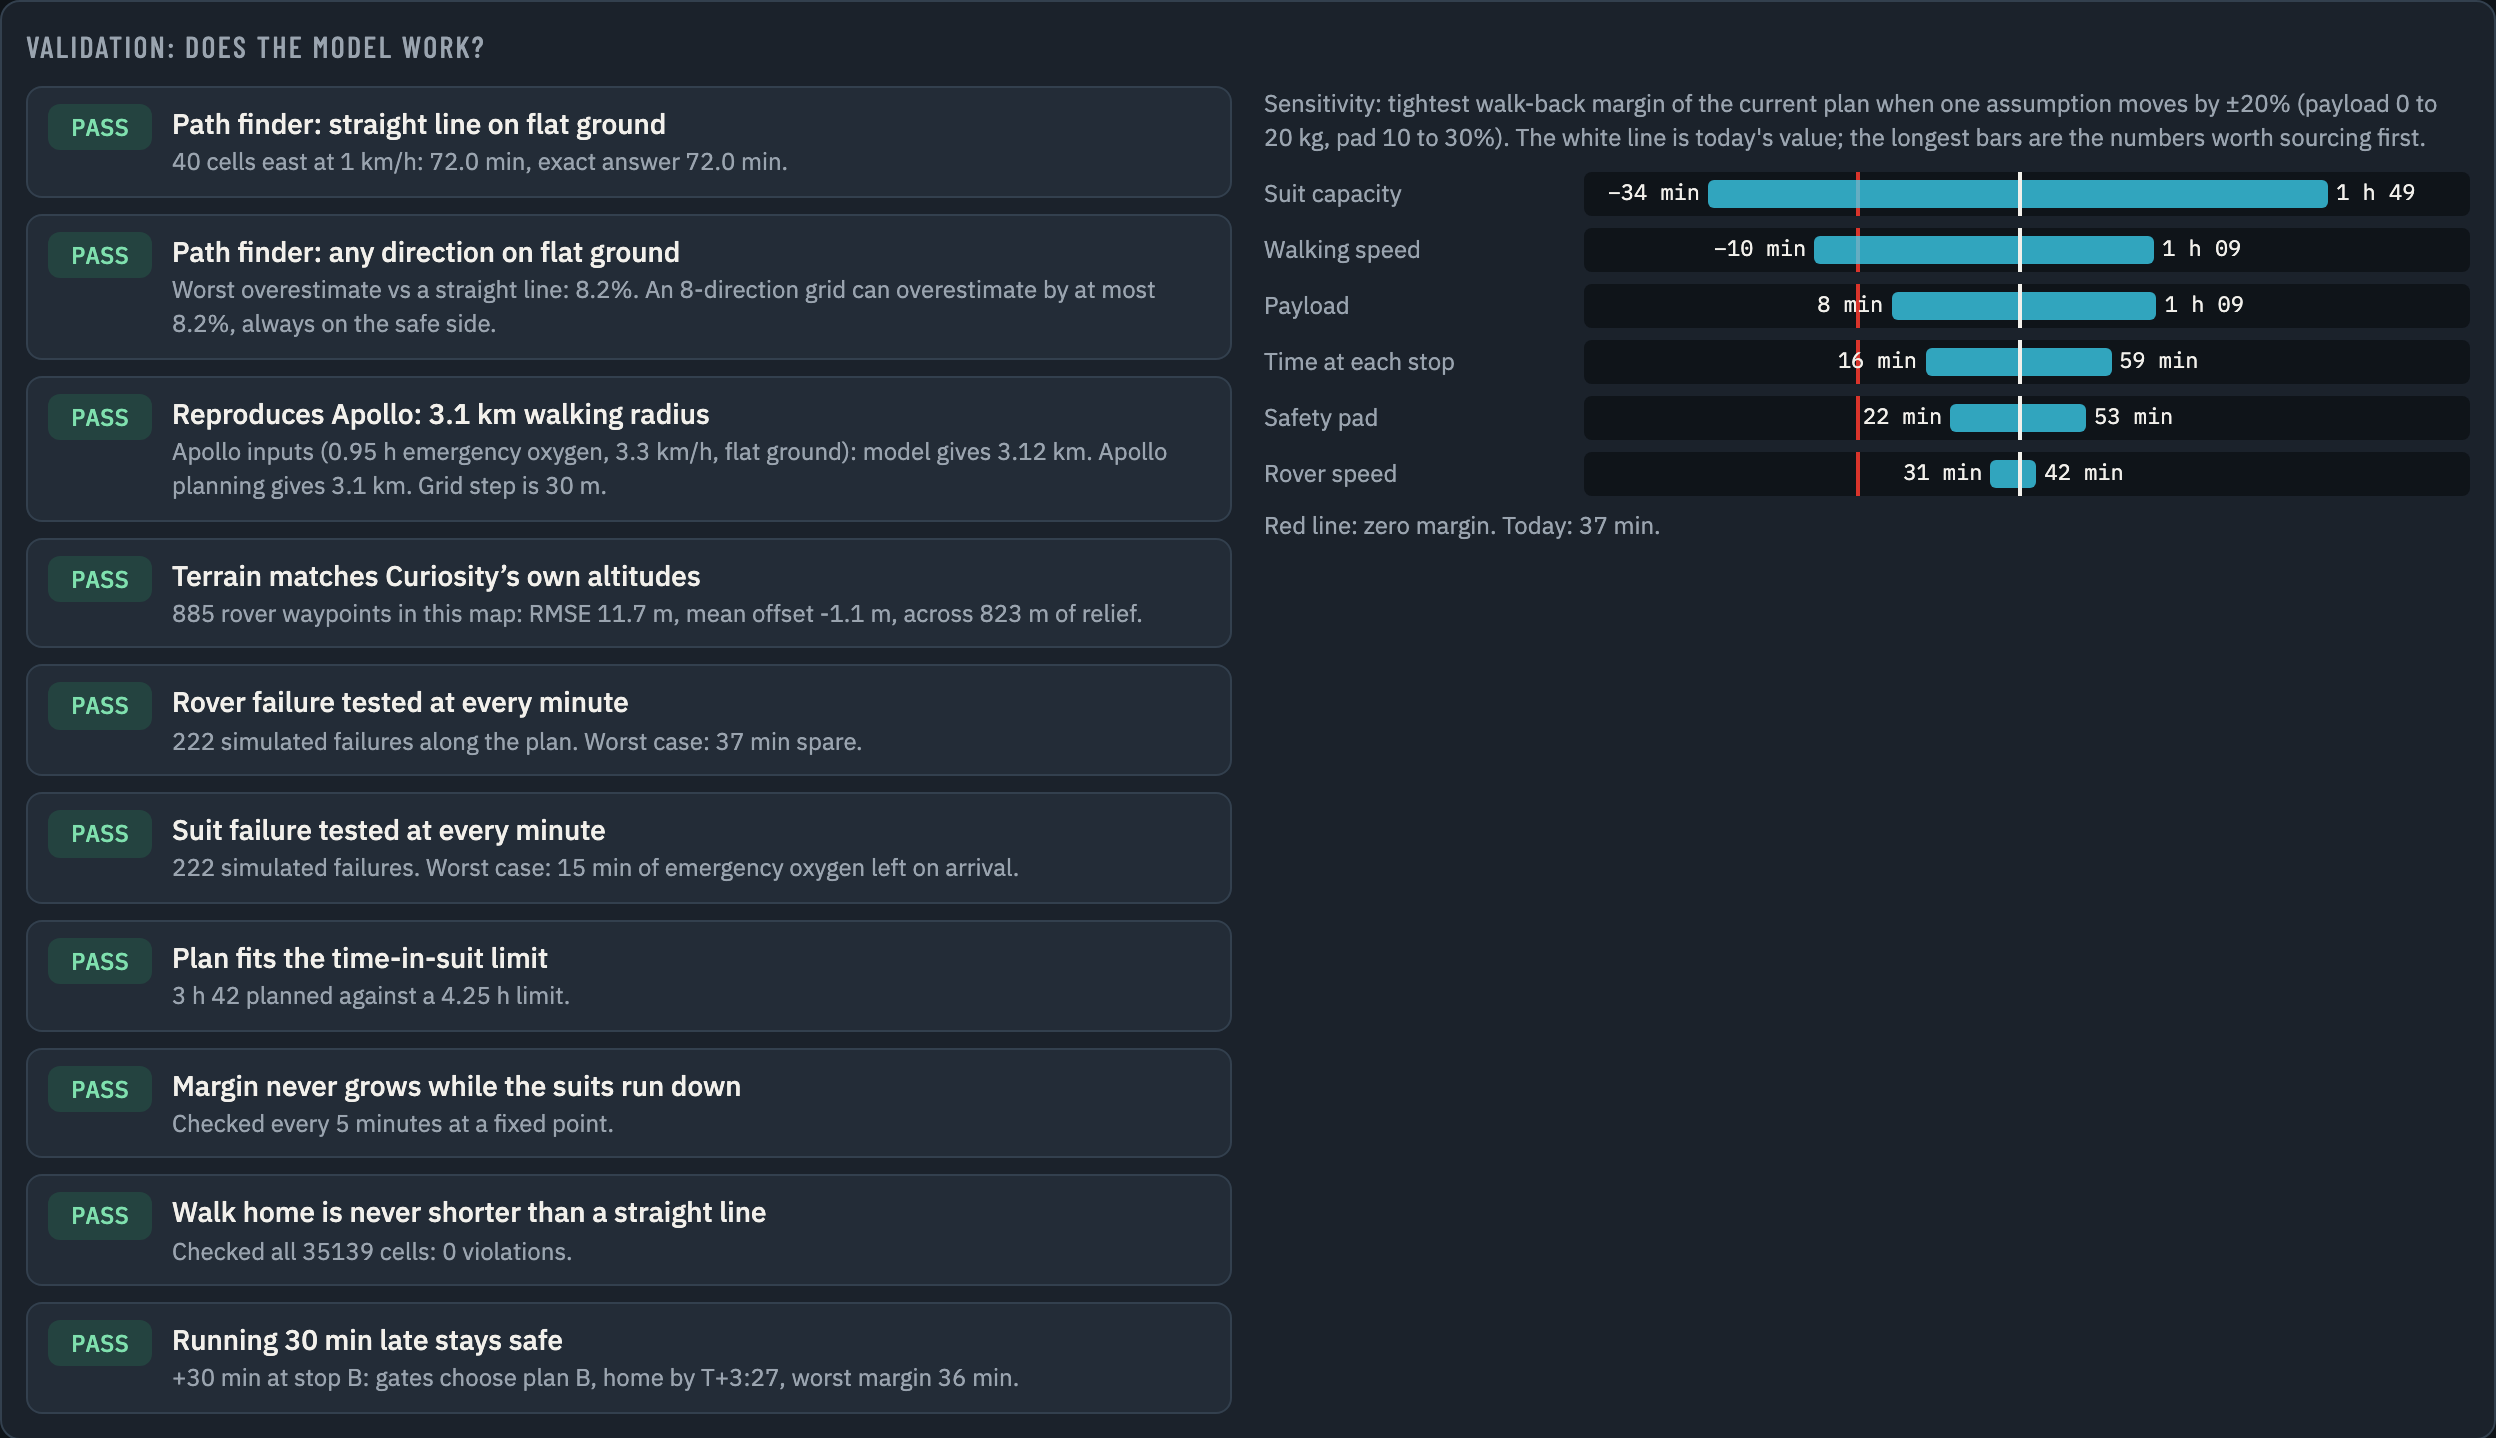 VALIDATION: DOES THE MODEL WORK?
PASS
Path finder: straight line on flat ground
40 cells east at 1 km/h: 72.0 min, exact answer 72.0 min.
PASS
Path finder: any direction on flat ground
Worst overestimate vs a straight line: 8.2%. An 8-direction grid can overestimate by at most
8.2%, always on the safe side.
PASS
Reproduces Apollo: 3.1 km walking radius
Apollo inputs (0.95 h emergency oxygen, 3.3 km/h, flat ground): model gives 3.12 km. Apollo
planning gives 3.1 km. Grid step is 30 m.
PASS
Terrain matches Curiosity’s own altitudes
885 rover waypoints in this map: RMSE 11.7 m, mean offset -1.1 m, across 823 m of relief.
PASS
Rover failure tested at every minute
222 simulated failures along the plan. Worst case: 37 min spare.
PASS
Suit failure tested at every minute
222 simulated failures. Worst case: 15 min of emergency oxygen left on arrival.
PASS
Plan fits the time-in-suit limit
3 h 42 planned against a 4.25 h limit.
PASS
Margin never grows while the suits run down
Checked every 5 minutes at a fixed point.
PASS
Walk home is never shorter than a straight line
Checked all 35139 cells: 0 violations.
PASS
Running 30 min late stays safe
+30 min at stop B: gates choose plan B, home by T+3:27, worst margin 36 min.
Sensitivity: tightest walk-back margin of the current plan when one assumption moves by ±20% (payload 0 to
20 kg, pad 10 to 30%). The white line is today's value; the longest bars are the numbers worth sourcing first.
Suit capacity −34 min 1 h 49
Walking speed −10 min 1 h 09
Payload 8 min 1 h 09
Time at each stop 16 min 59 min
Safety pad 22 min 53 min
Rover speed 31 min 42 min
Red line: zero margin. Today: 37 min.